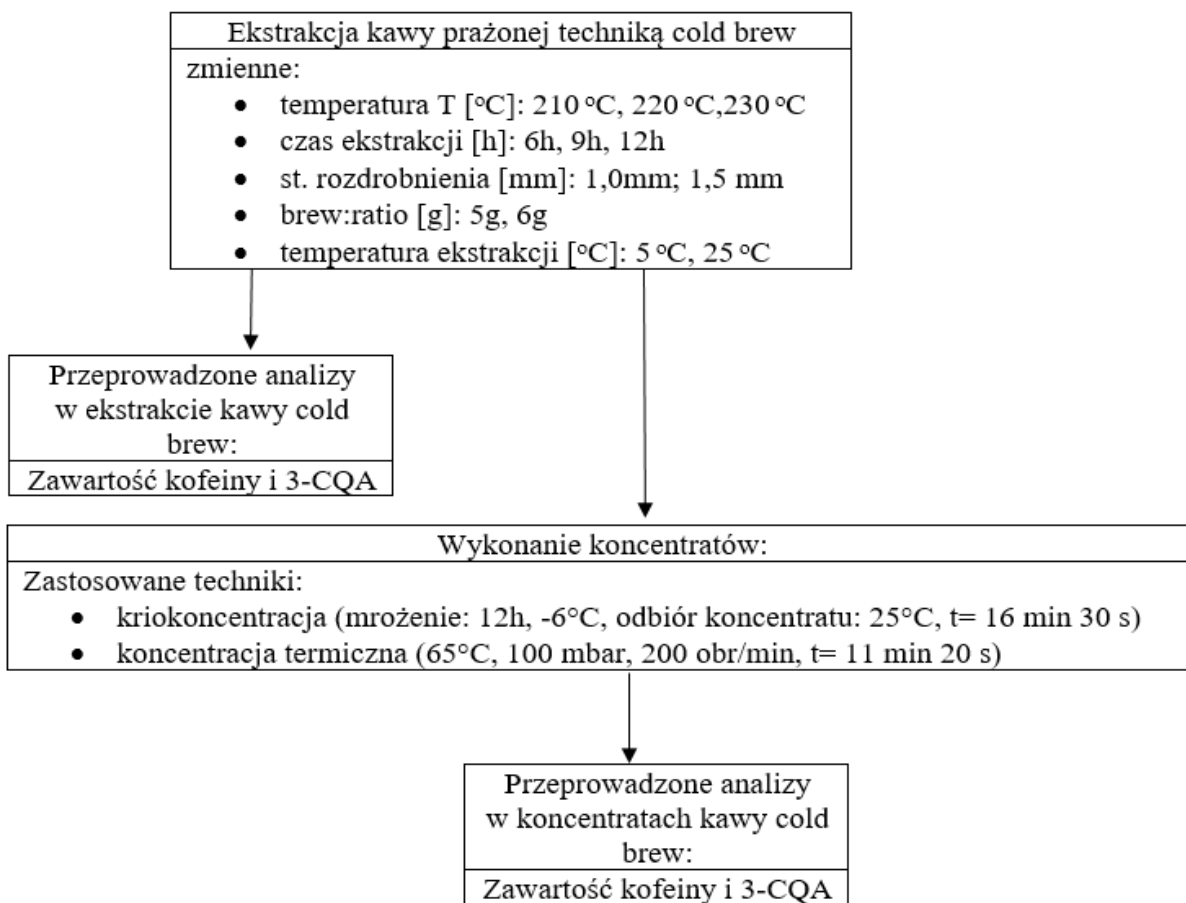 Ekstrakcja kawy prażonej techniką cold brew
zmienne:
• temperatura T [°C]: 210 °C, 220 °C,230 °C
• czas ekstrakcji [h]: 6h, 9h, 12h
• st. rozdrobnienia [mm]: 1,0mm; 1,5 mm
• brew:ratio [g]: 5g, 6g
• temperatura ekstrakcji [°C]: 5 °C, 25 °C
Przeprowadzone analizy
w ekstrakcie kawy cold
brew:
Zawartość kofeiny i 3-CQA
Wykonanie koncentratów:
Zastosowane techniki:
• kriokoncentracja (mrożenie: 12h, -6°C, odbiór koncentratu: 25°C, t= 16 min 30 s)
• koncentracja termiczna (65°C, 100 mbar, 200 obr/min, t= 11 min 20 s)
Przeprowadzone analizy
w koncentratach kawy cold
brew:
Zawartość kofeiny i 3-CQA